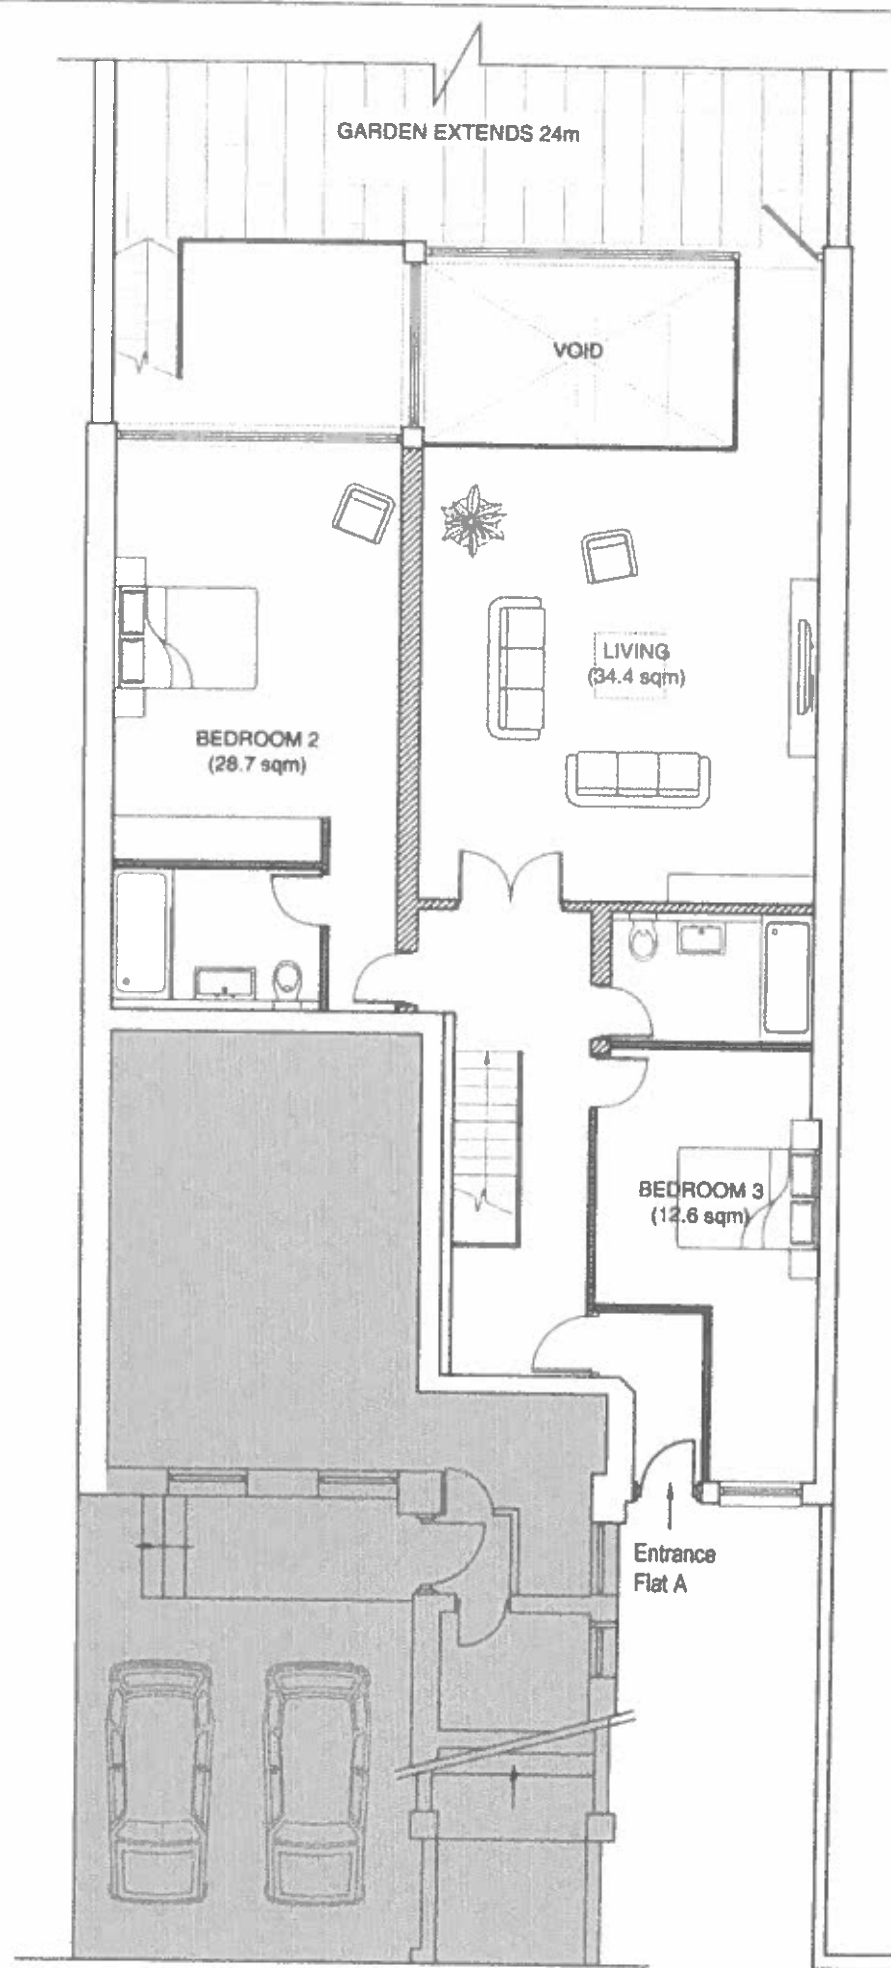 GARDEN EXTENDS 24m
VOID
LIVING
(34.4 sqm)
BEDROOM 2
(28.7 sqm)
BEDROOM 3
(12.6 sqm)
Entrance
Flat A